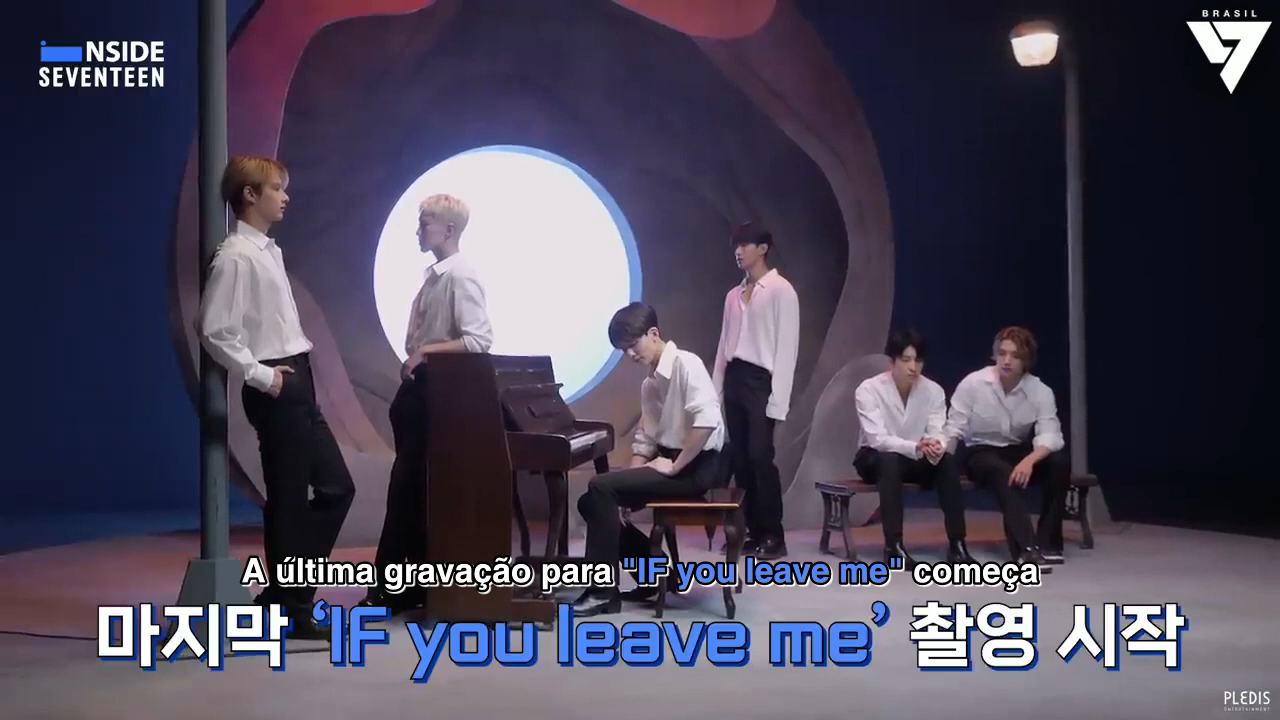 BRASIL
iNSIDE
SEVENTEEN
A última gravação para "IF you leave me" começa
마지막 'IF you leave me' 촬영 시작
PLEDIS
ENTERTAINMENT